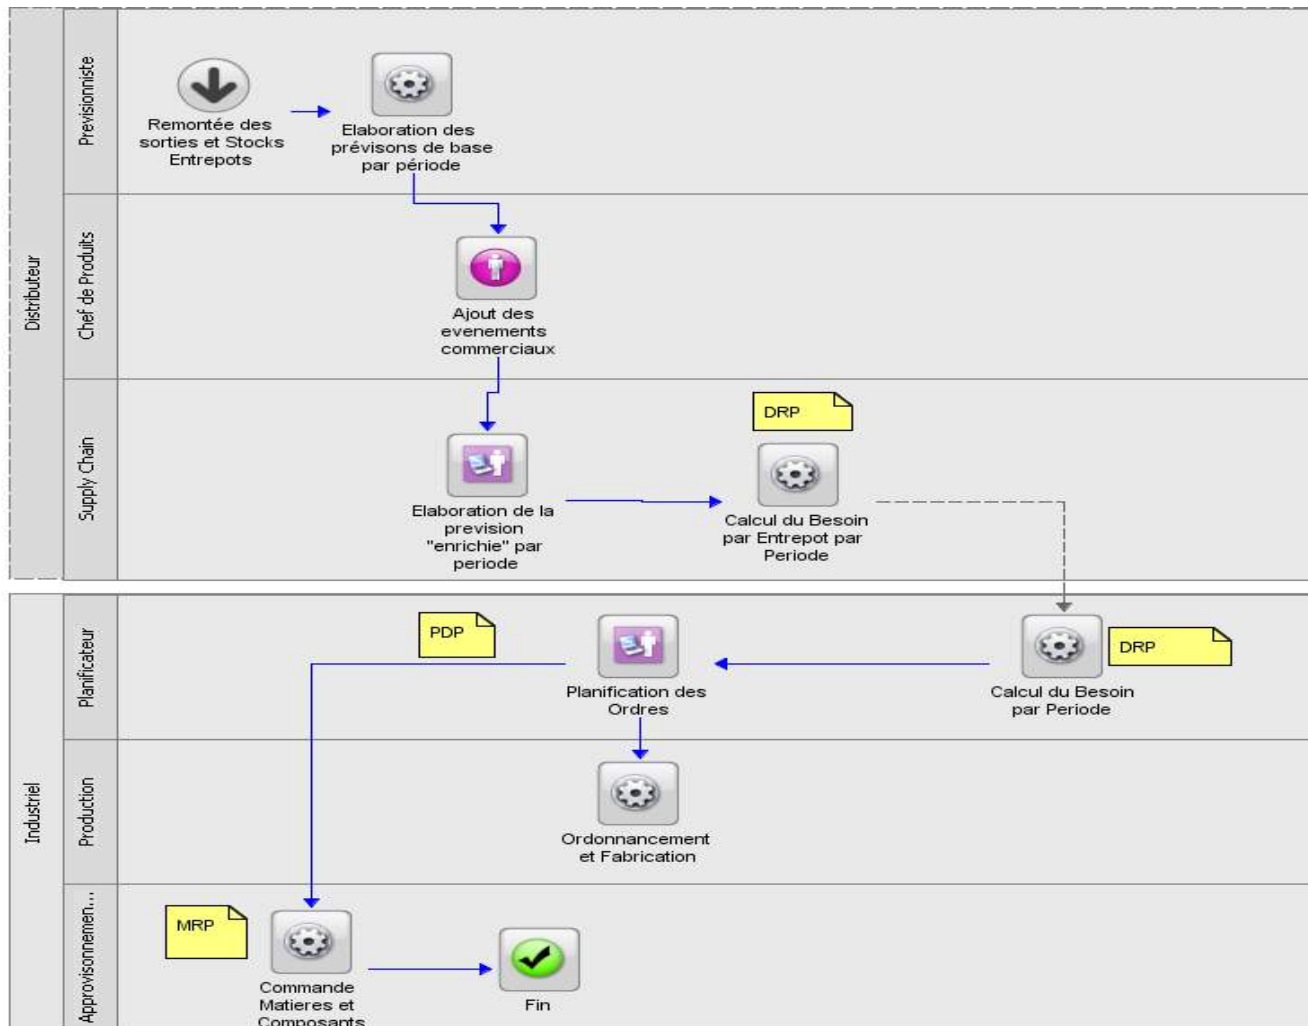 Distributeur
Previsionniste
Remontée des
sorties et Stocks
Entrepots
Elaboration des
prévisons de base
par période
Chef de Produits
Ajout des
evenements
commerciaux
Supply Chain
Elaboration de la
prevision
"enrichie" par
periode
DRP
Calcul du Besoin
par Entrepot par
Periode
Industriel
Planificateur
PDP
Planification des
Ordres
DRP
Calcul du Besoin
par Periode
Production
Ordonnancement
et Fabrication
Approvisonnemen...
MRP
Commande
Matieres et
Composants
Fin